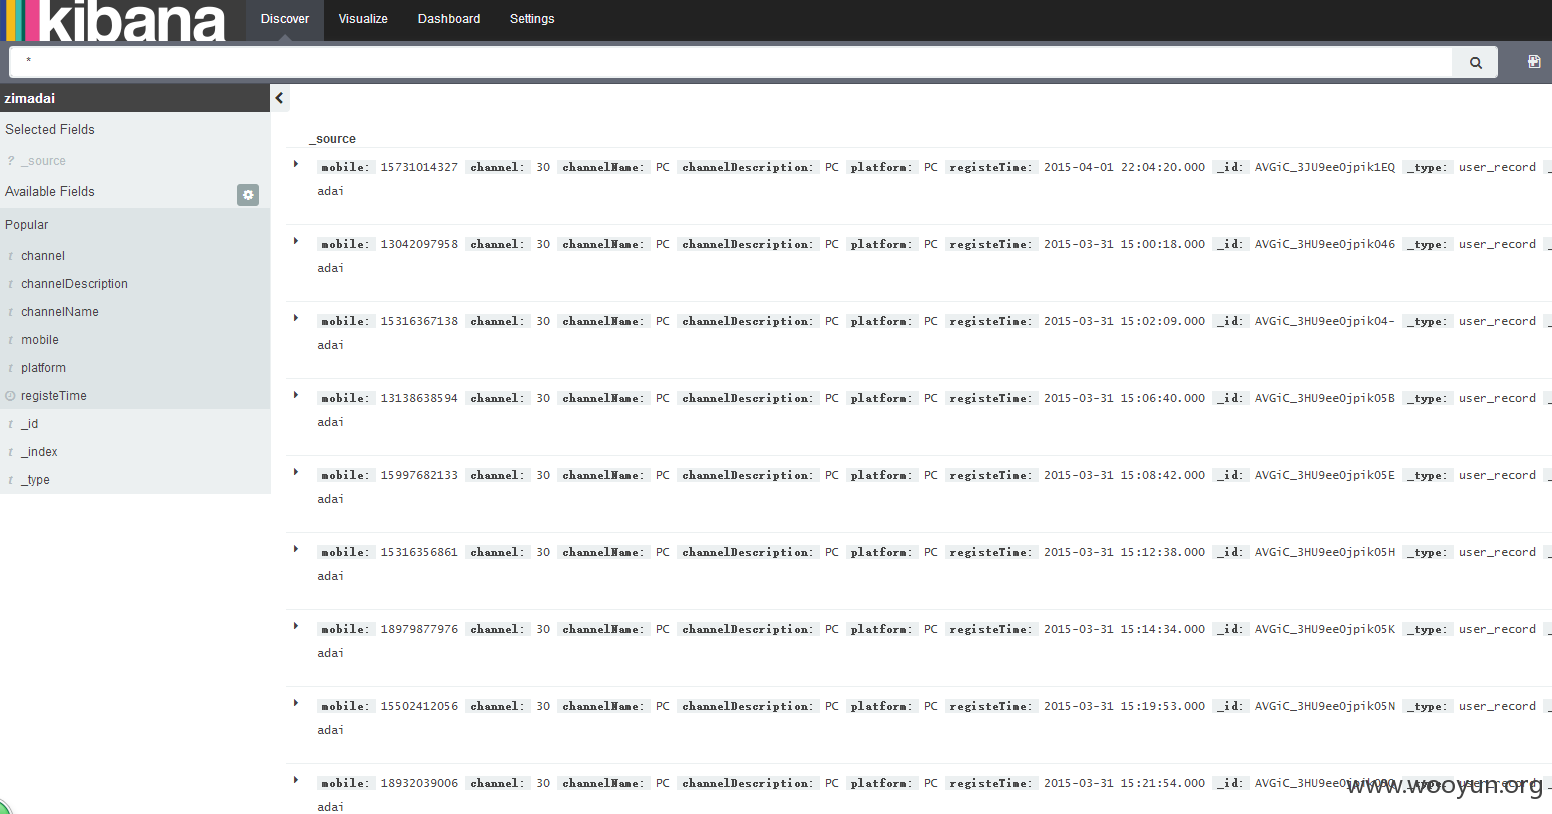 kibana Discover Visualize Dashboard Settings
*
zimadai
Selected Fields
? _source
Available Fields
Popular
t channel
t channelDescription
t channelName
t mobile
t platform
registeTime
t _id
t _index
t _type
_source
mobile: 15731014327 channel: 30 channelName: PC channelDescription: PC platform: PC registeTime: 2015-04-01 22:04:20.000 _id: AVGiC_3JU9ee0jpik1EQ _type: user_record _
adai
mobile: 13042097958 channel: 30 channelName: PC channelDescription: PC platform: PC registeTime: 2015-03-31 15:00:18.000 _id: AVGiC_3HU9ee0jpik046 _type: user_record _
adai
mobile: 15316367138 channel: 30 channelName: PC channelDescription: PC platform: PC registeTime: 2015-03-31 15:02:09.000 _id: AVGiC_3HU9ee0jpik04- _type: user_record _
adai
mobile: 13138638594 channel: 30 channelName: PC channelDescription: PC platform: PC registeTime: 2015-03-31 15:06:40.000 _id: AVGiC_3HU9ee0jpik05B _type: user_record _
adai
mobile: 15997682133 channel: 30 channelName: PC channelDescription: PC platform: PC registeTime: 2015-03-31 15:08:42.000 _id: AVGiC_3HU9ee0jpik05E _type: user_record _
adai
mobile: 15316356861 channel: 30 channelName: PC channelDescription: PC platform: PC registeTime: 2015-03-31 15:12:38.000 _id: AVGiC_3HU9ee0jpik05H _type: user_record _
adai
mobile: 18979877976 channel: 30 channelName: PC channelDescription: PC platform: PC registeTime: 2015-03-31 15:14:34.000 _id: AVGiC_3HU9ee0jpik05K _type: user_record _
adai
mobile: 15502412056 channel: 30 channelName: PC channelDescription: PC platform: PC registeTime: 2015-03-31 15:19:53.000 _id: AVGiC_3HU9ee0jpik05N _type: user_record _
adai
mobile: 18932039006 channel: 30 channelName: PC channelDescription: PC platform: PC registeTime: 2015-03-31 15:21:54.000 _id: _type: user_record _
adai
www.wooyun.org